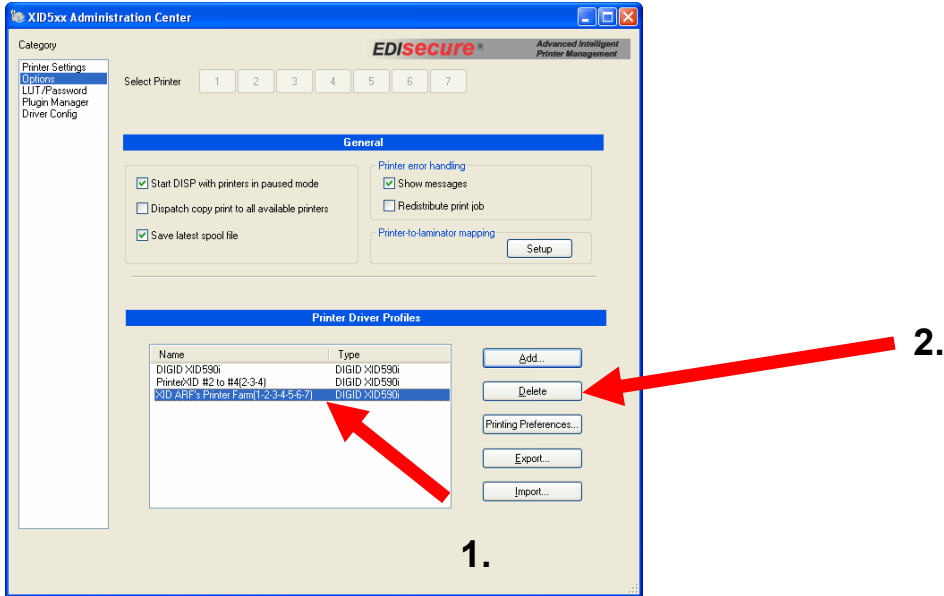 XID5xx Administration Center
Category
EDIsecure ®
Advanced Intelligent
Printer Management
Printer Settings
Options
LUT/Password
Plugin Manager
Driver Config
Select Printer 1 2 3 4 5 6 7
General
Start DISP with printers in paused mode
Dispatch copy print to all available printers
Save latest spool file
Printer error handling
Show messages
Redistribute print job
Printer-to-laminator mapping
Setup
Printer Driver Profiles
Name Type
DIGID XID590i DIGID XID590i
PrinterXID #2 to #4(2-3-4) DIGID XID590i
XID ARF's Printer Farm(1-2-3-4-5-6-7) DIGID XID590i
Add...
Delete
Printing Preferences...
Export...
Import...
1.
2.